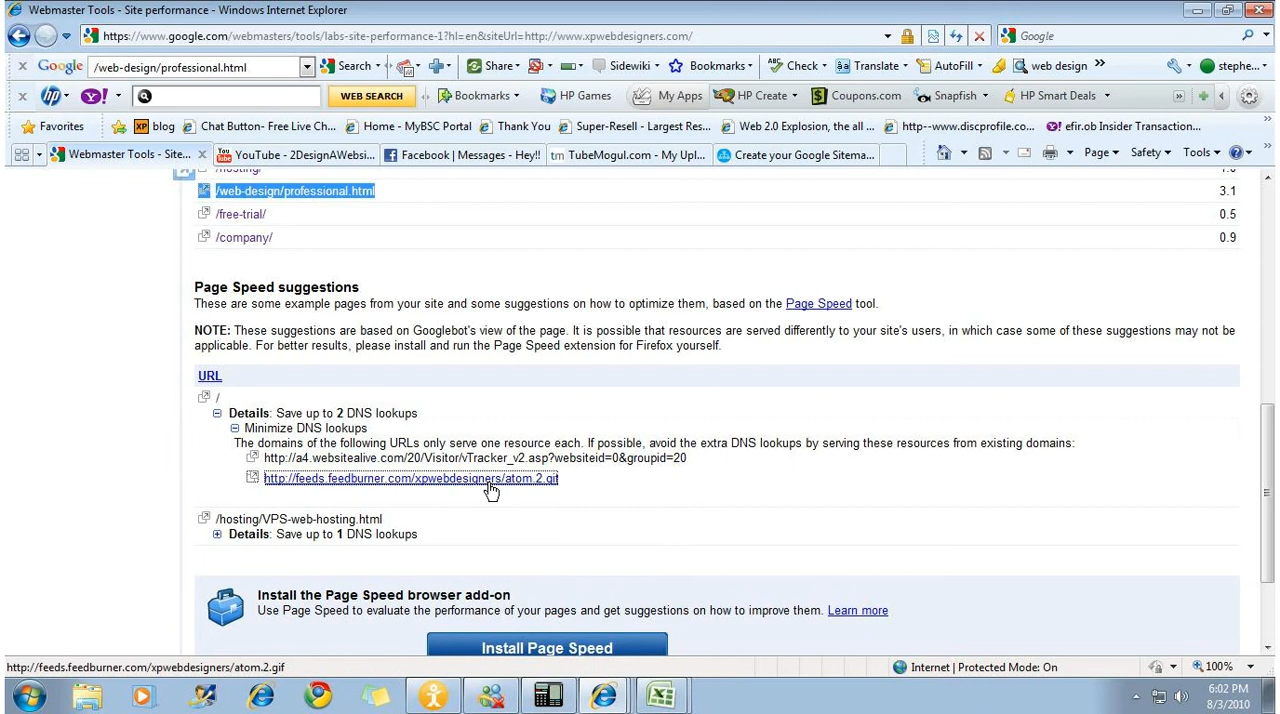 Webmaster Tools - Site performance - Windows Internet Explorer
https://www.google.com/webmasters/tools/labs-site-performance-1?hl=en&siteUrl=http://www.xpwebdesigners.com/
Google
Google /web-design/professional.html Search Share Sidewiki Bookmarks Check Translate AutoFill web design stephe...
hp Y! WEB SEARCH Bookmarks HP Games My Apps HP Create Coupons.com Snapfish HP Smart Deals
Favorites XP blog Chat Button- Free Live Ch... Home - MyBSC Portal Thank You Super-Resell - Largest Res... Web 2.0 Explosion, the all ... http--www.discprofile.co... efir.ob Insider Transaction...
Webmaster Tools - Site... YouTube - 2DesignAWebsi... Facebook | Messages - Hey!! TubeMogul.com - My Upl... Create your Google Sitema... Page Safety Tools
/hosting/
/web-design/professional.html 3.1
/free-trial/ 0.5
/company/ 0.9
Page Speed suggestions
These are some example pages from your site and some suggestions on how to optimize them, based on the Page Speed tool.
NOTE: These suggestions are based on Googlebot's view of the page. It is possible that resources are served differently to your site's users, in which case some of these suggestions may not be
applicable. For better results, please install and run the Page Speed extension for Firefox yourself.
URL
/
Details: Save up to 2 DNS lookups
Minimize DNS lookups
The domains of the following URLs only serve one resource each. If possible, avoid the extra DNS lookups by serving these resources from existing domains:
http://a4.websitealive.com/20/Visitor/vTracker_v2.asp?websiteid=0&groupid=20
http://feeds.feedburner.com/xpwebdesigners/atom.2.gif
/hosting/VPS-web-hosting.html
Details: Save up to 1 DNS lookups
Install the Page Speed browser add-on
Use Page Speed to evaluate the performance of your pages and get suggestions on how to improve them. Learn more
Install Page Speed
http://feeds.feedburner.com/xpwebdesigners/atom.2.gif Internet | Protected Mode: On 100%
6:02 PM
8/3/2010